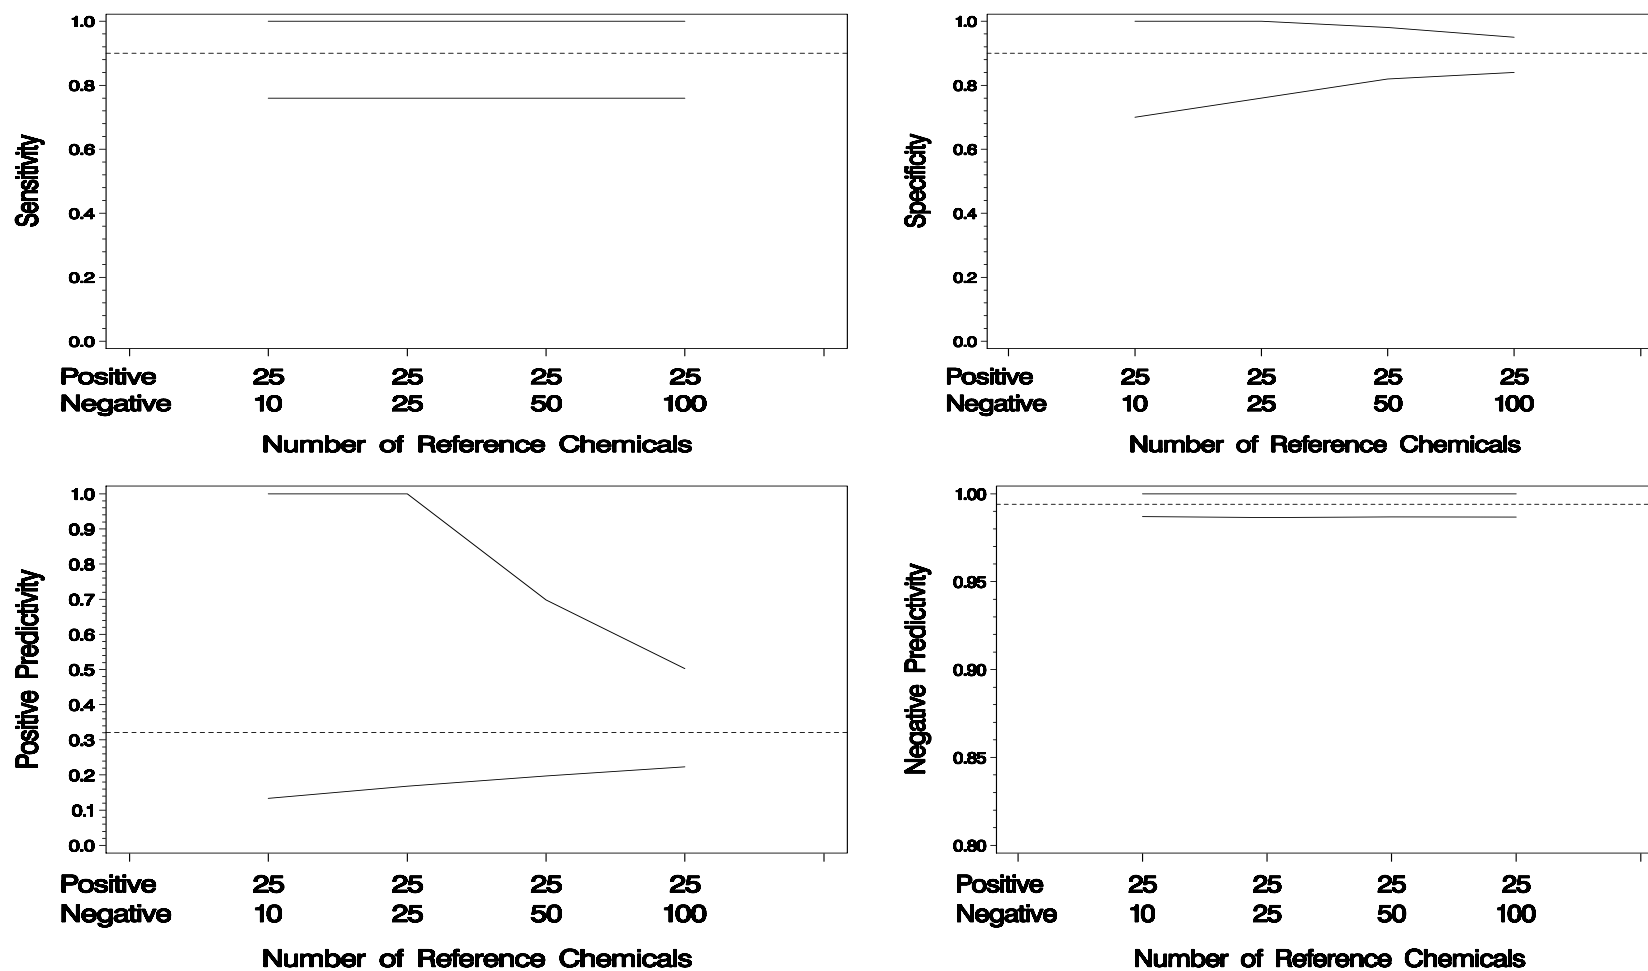 Sensitivity
1.0
0.8
0.6
0.4
0.2
0.0
Positive 25 25 25 25
Negative 10 25 50 100
Number of Reference Chemicals
Specificity
1.0
0.8
0.6
0.4
0.2
0.0
Positive 25 25 25 25
Negative 10 25 50 100
Number of Reference Chemicals
Positive Predictivity
1.0
0.9
0.8
0.7
0.6
0.5
0.4
0.3
0.2
0.1
0.0
Positive 25 25 25 25
Negative 10 25 50 100
Number of Reference Chemicals
Negative Predictivity
1.00
0.95
0.90
0.85
0.80
Positive 25 25 25 25
Negative 10 25 50 100
Number of Reference Chemicals